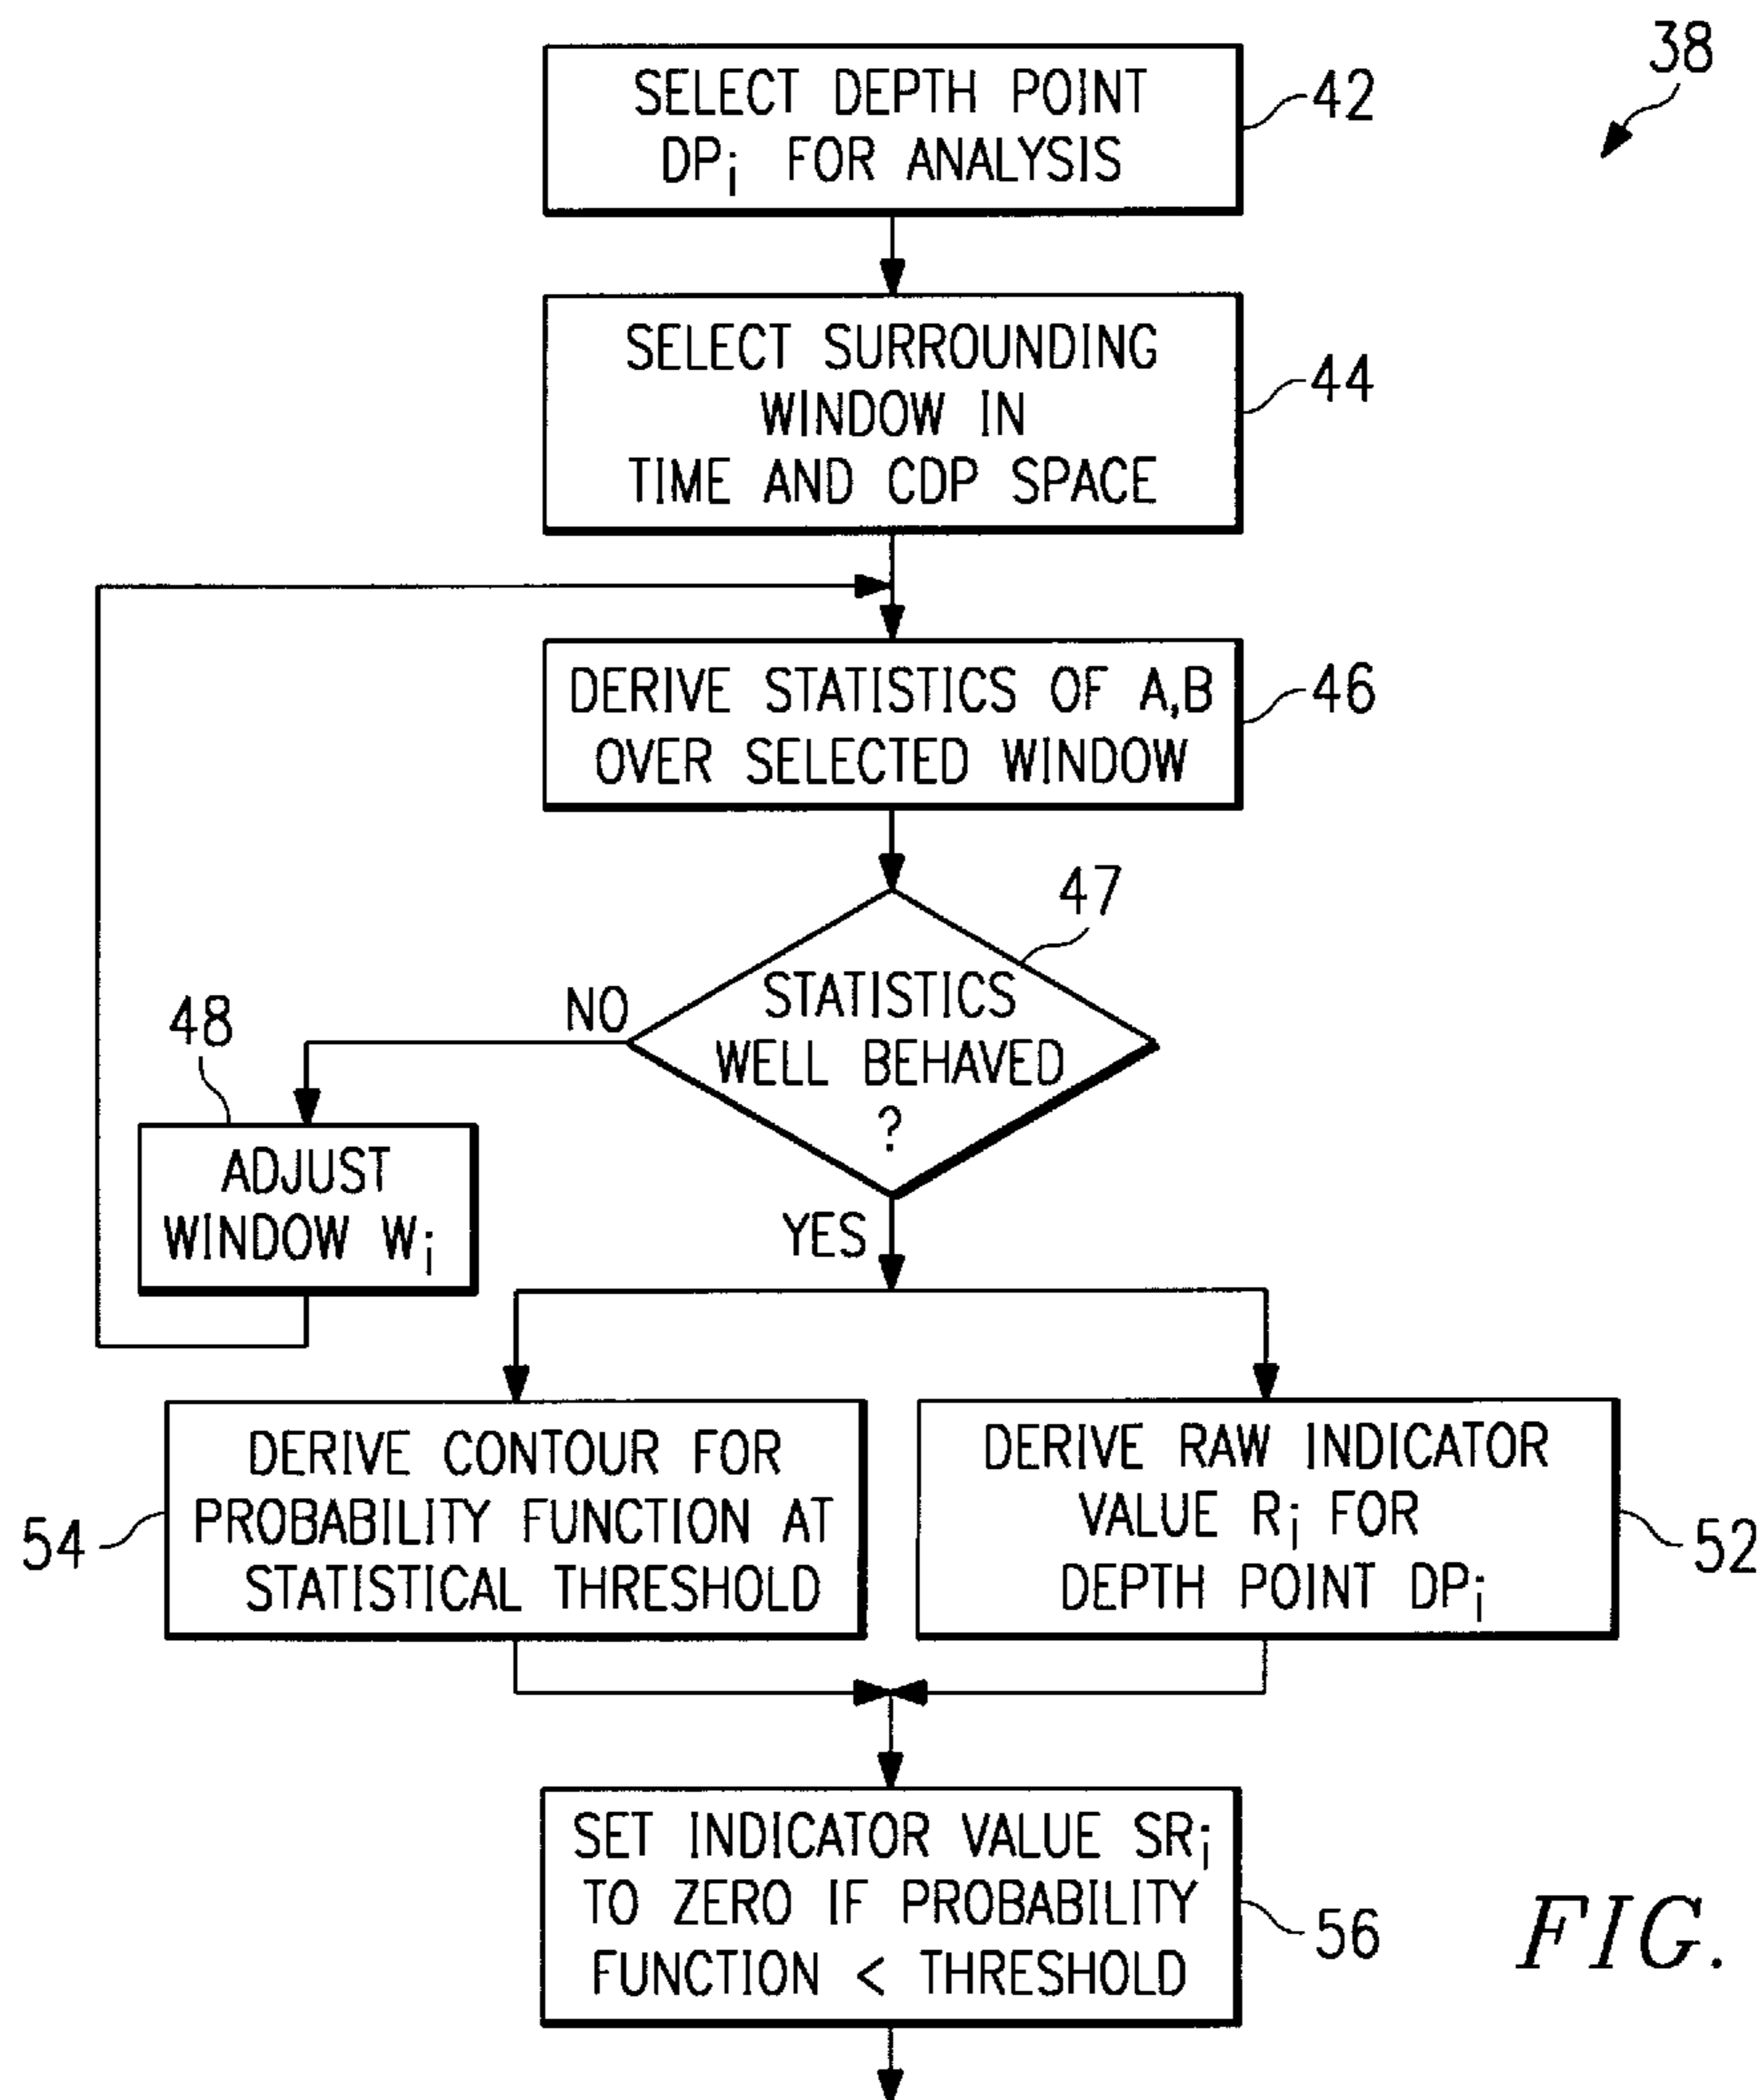 38
SELECT DEPTH POINT
DPi FOR ANALYSIS
42
SELECT SURROUNDING
WINDOW IN
TIME AND CDP SPACE
44
DERIVE STATISTICS OF A,B
OVER SELECTED WINDOW
46
47
STATISTICS
WELL BEHAVED
?
NO
48
ADJUST
WINDOW Wi
YES
DERIVE CONTOUR FOR
PROBABILITY FUNCTION AT
STATISTICAL THRESHOLD
54
DERIVE RAW INDICATOR
VALUE Ri FOR
DEPTH POINT DPi
52
SET INDICATOR VALUE SRi
TO ZERO IF PROBABILITY
FUNCTION < THRESHOLD
56
FIG.